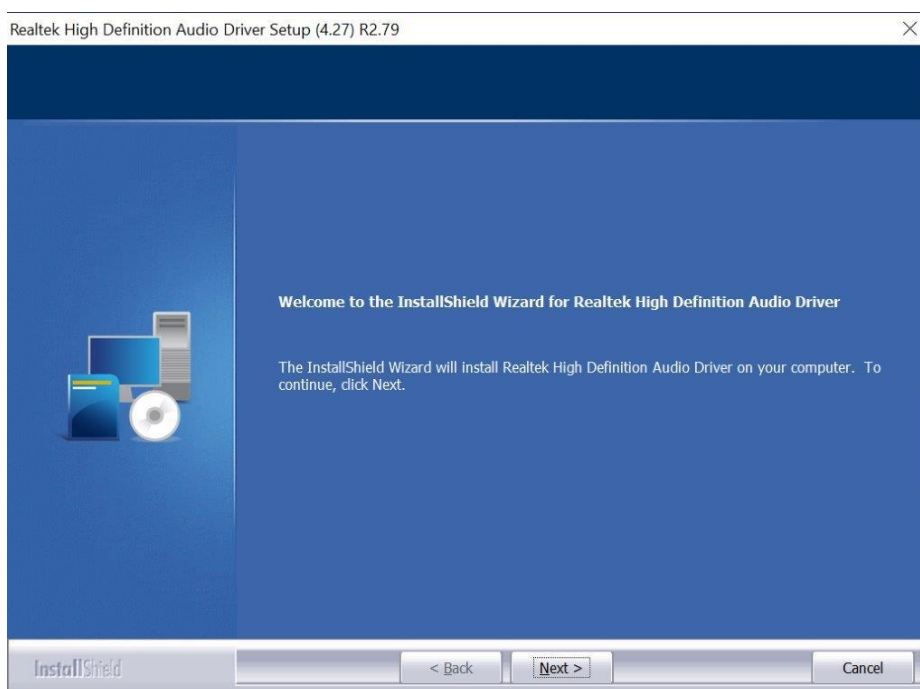 Realtek High Definition Audio Driver Setup (4.27) R2.79
Welcome to the InstallShield Wizard for Realtek High Definition Audio Driver
The InstallShield Wizard will install Realtek High Definition Audio Driver on your computer. To
continue, click Next.
InstallShield
< Back
Next >
Cancel